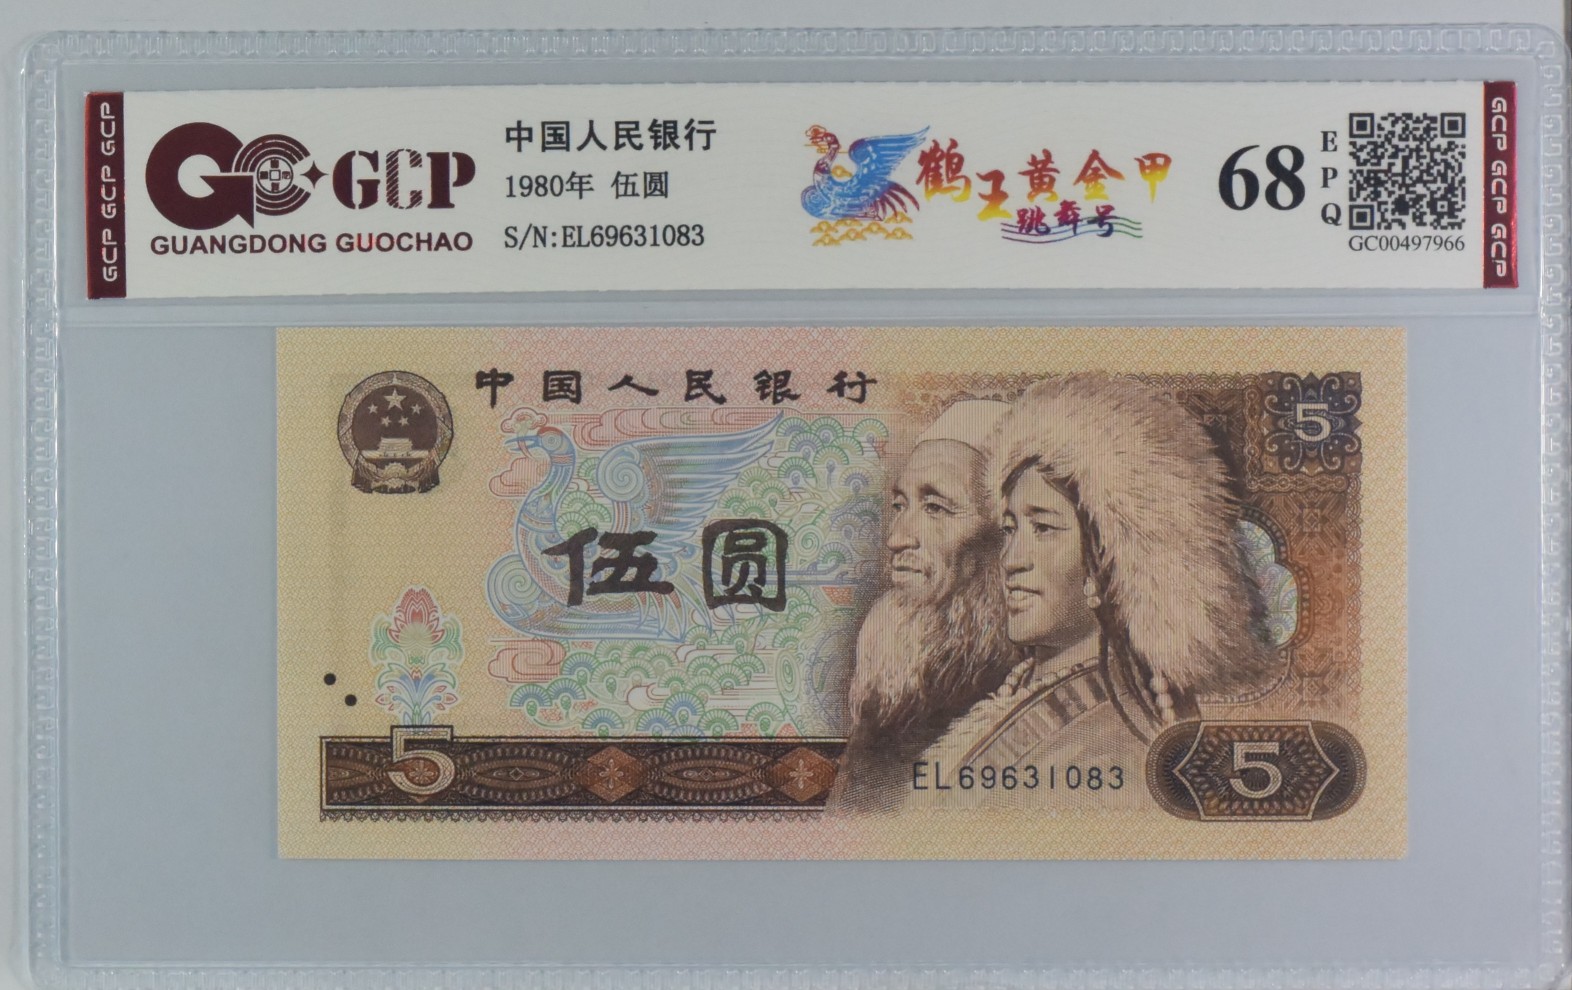 GCP GCP GCP
GCP
GUANGDONG GUOCHAO
中国人民银行
1980年 伍圆
S/N:EL69631083
鹤王黄金甲
跳舞号
68
EPQ
GC00497966
GCP GCP GCP
中国人民银行
5
伍圆
5
EL69631083
5